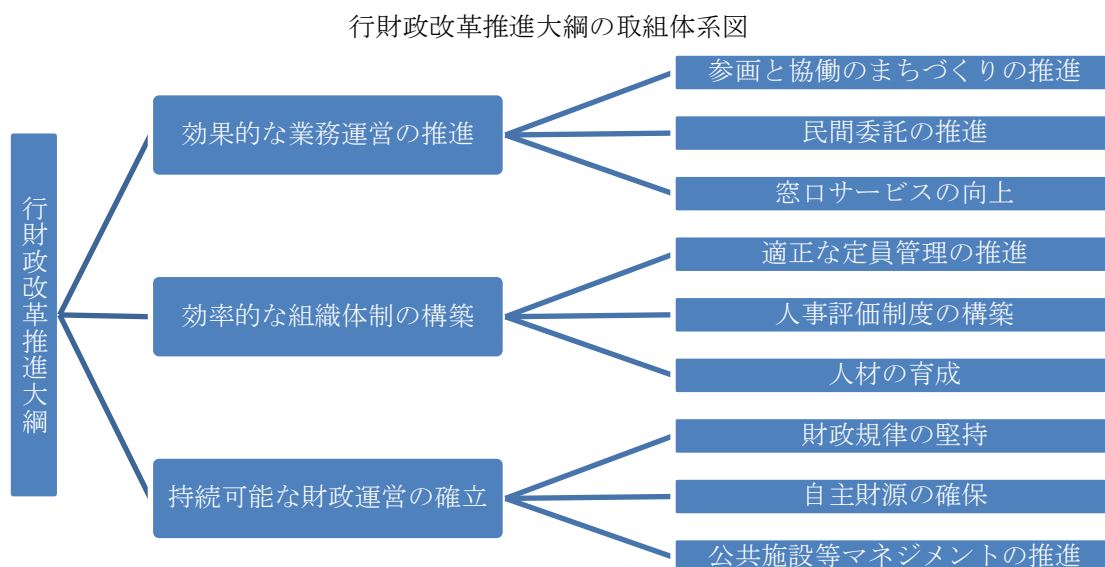 行財政改革推進大綱の取組体系図
行財政改革推進大綱
効果的な業務運営の推進
参画と協働のまちづくりの推進
民間委託の推進
窓口サービスの向上
効率的な組織体制の構築
適正な定員管理の推進
人事評価制度の構築
人材の育成
持続可能な財政運営の確立
財政規律の堅持
自主財源の確保
公共施設等マネジメントの推進